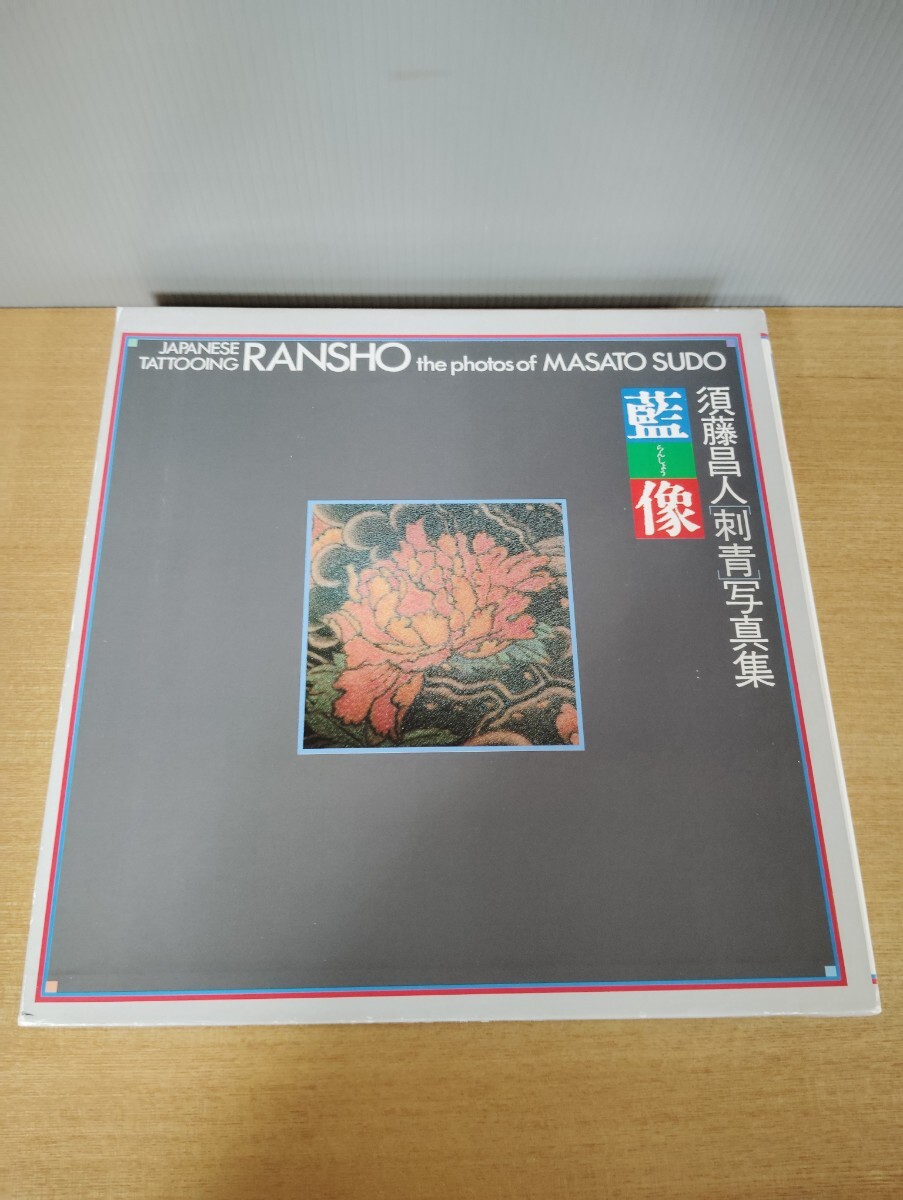 JAPANESE
TATTOOING RANSHO the photos of MASATO SUDO
須藤昌人[刺青]写真集
藍
らんしょう
像